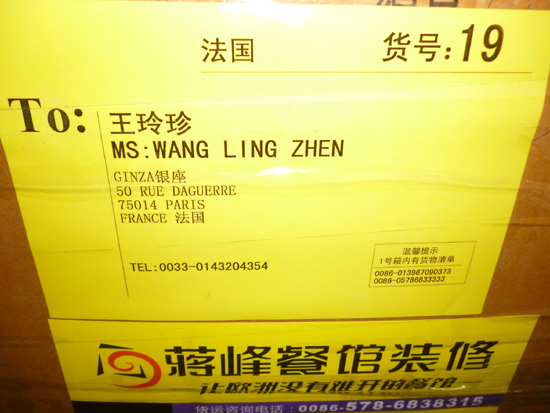 法国 货号:19
To: 王玲珍
MS:WANG LING ZHEN
GINZA银座
50 RUE DAGUERRE
75014 PARIS
FRANCE 法国
TEL:0033-0143204354
温馨提示
1号箱内有货物清单
0086-013967090373
0086-05786833333
蒋峰餐馆装修
让欧洲没有难开的餐馆
货运咨询电话：0086-578-6838315